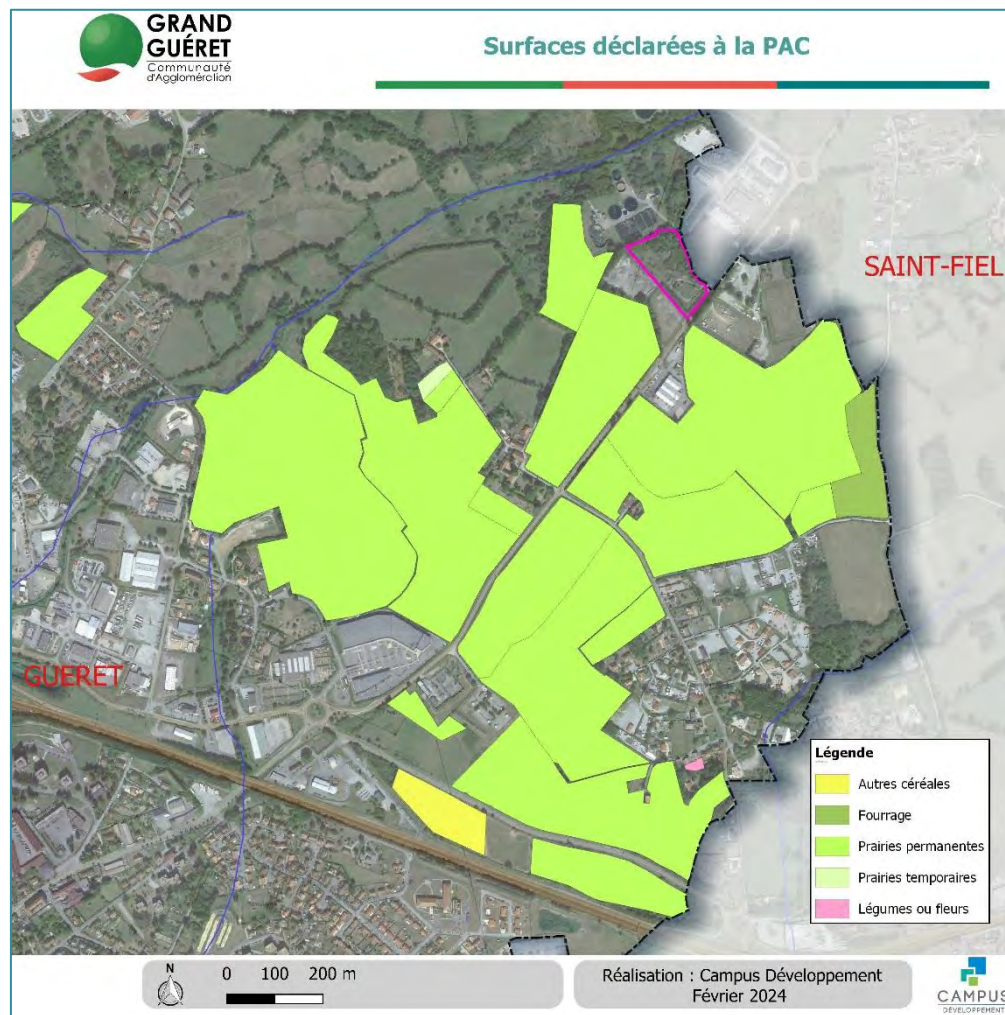 GRAND
GUÉRET
Communauté
d'Agglomération
Surfaces déclarées à la PAC
SAINT-FIEL
GUERET
Légende
Autres céréales
Fourrage
Prairies permanentes
Prairies temporaires
Légumes ou fleurs
N
0 100 200 m
Réalisation : Campus Développement
Février 2024
CAMPUS
DÉVELOPPEMENT